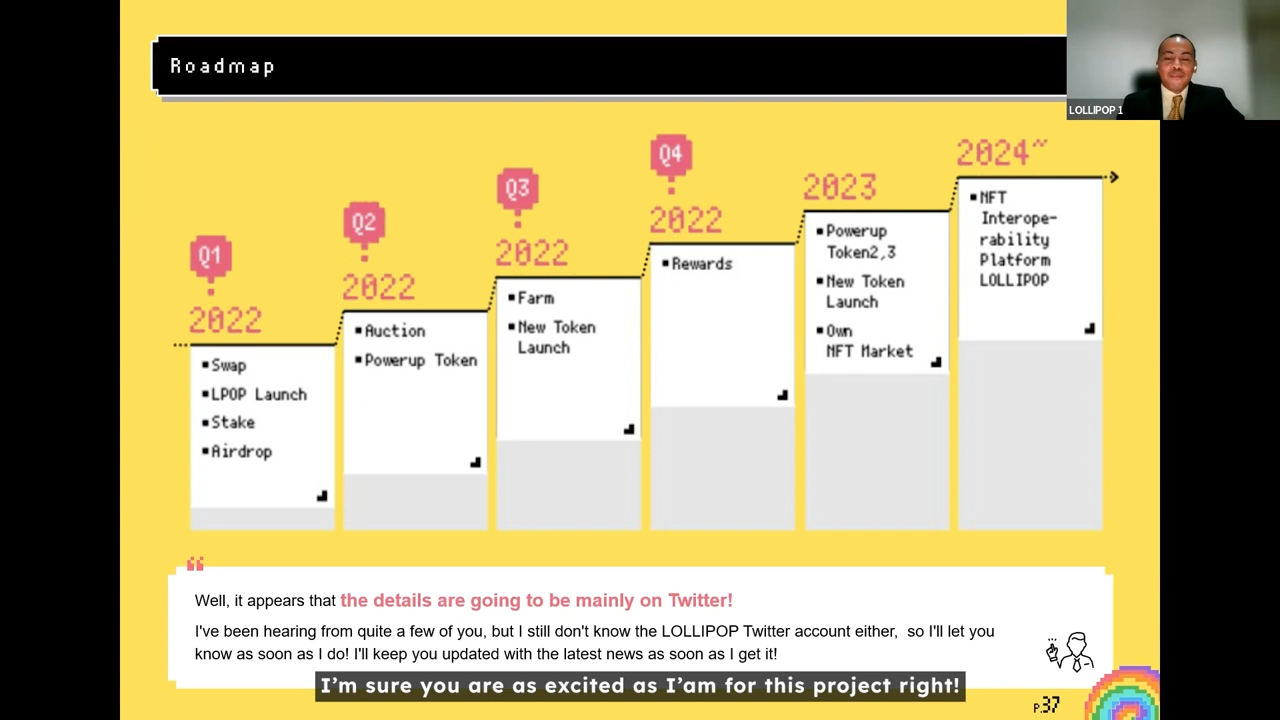 Roadmap
LOLLIPOP 1
Q1
2022
▪Swap
▪LPOP Launch
▪Stake
▪Airdrop
Q2
2022
▪Auction
▪Powerup Token
Q3
2022
▪Farm
▪New Token
Launch
Q4
2022
▪Rewards
2023
▪Powerup
Token2,3
▪New Token
Launch
▪Own
NFT Market
2024~
▪NFT
Interope-
rability
Platform
LOLLIPOP
Well, it appears that the details are going to be mainly on Twitter!
I've been hearing from quite a few of you, but I still don't know the LOLLIPOP Twitter account either, so I'll let you
know as soon as I do! I'll keep you updated with the latest news as soon as I get it!
I'm sure you are as excited as I'am for this project right!
P.37